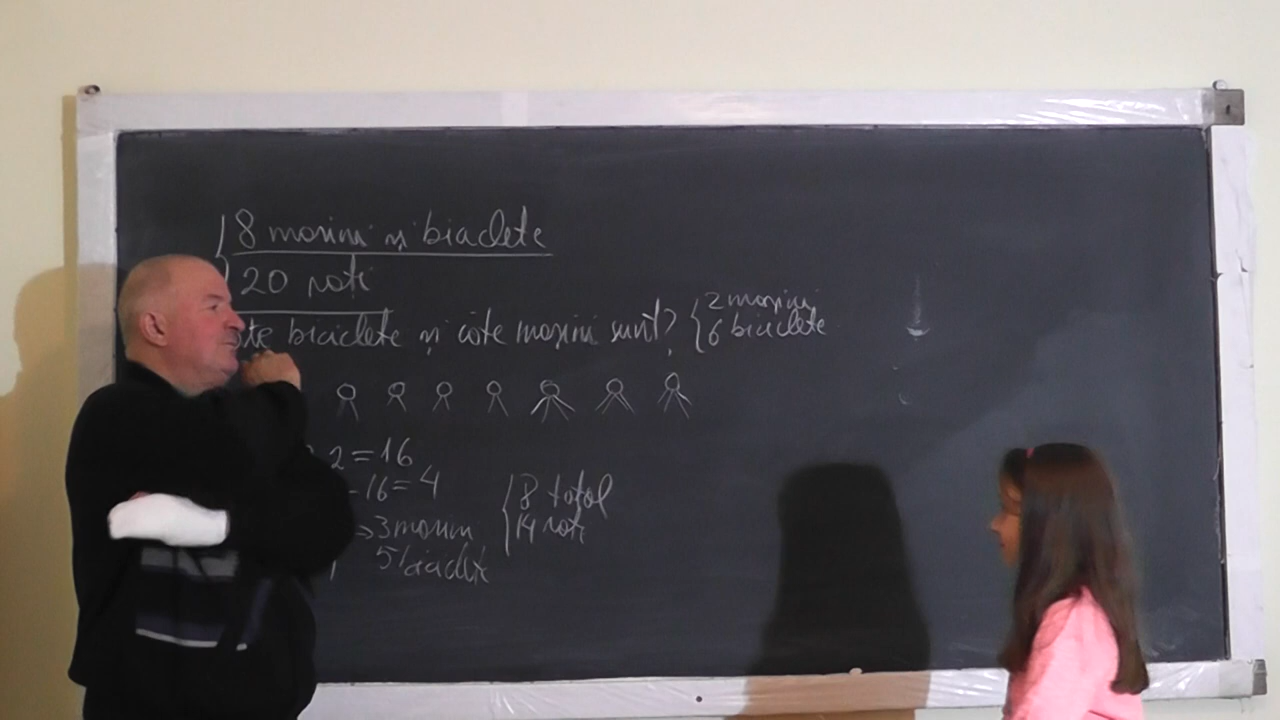 8 mașini și biciclete
20 roți
câte biciclete și câte mașini sunt? { 2 mașini
6 biciclete
2 = 16
-16 = 4
⇒ 3 mașini
5 biciclete
{ 8 total
14 roți